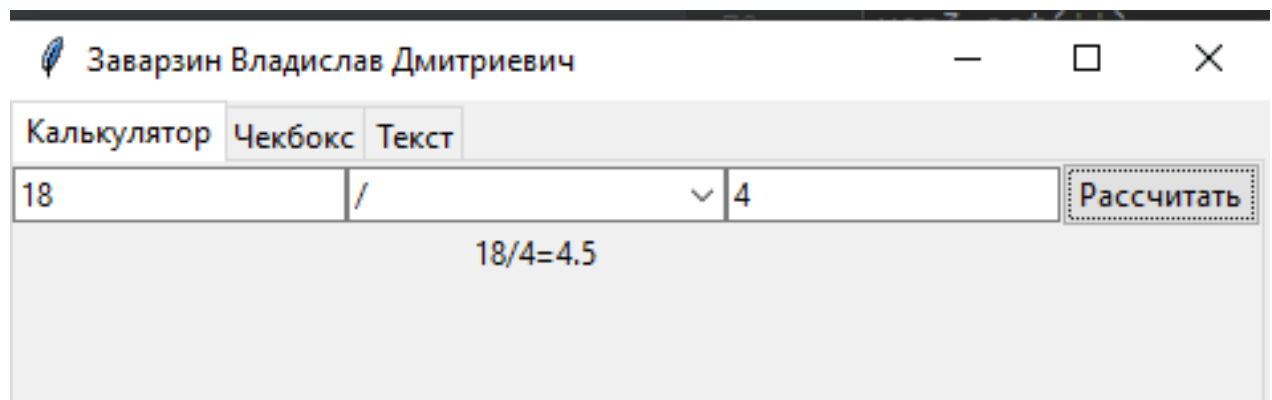 Заварзин Владислав Дмитриевич
Калькулятор Чекбокс Текст
18 / 4 Рассчитать
18/4=4.5